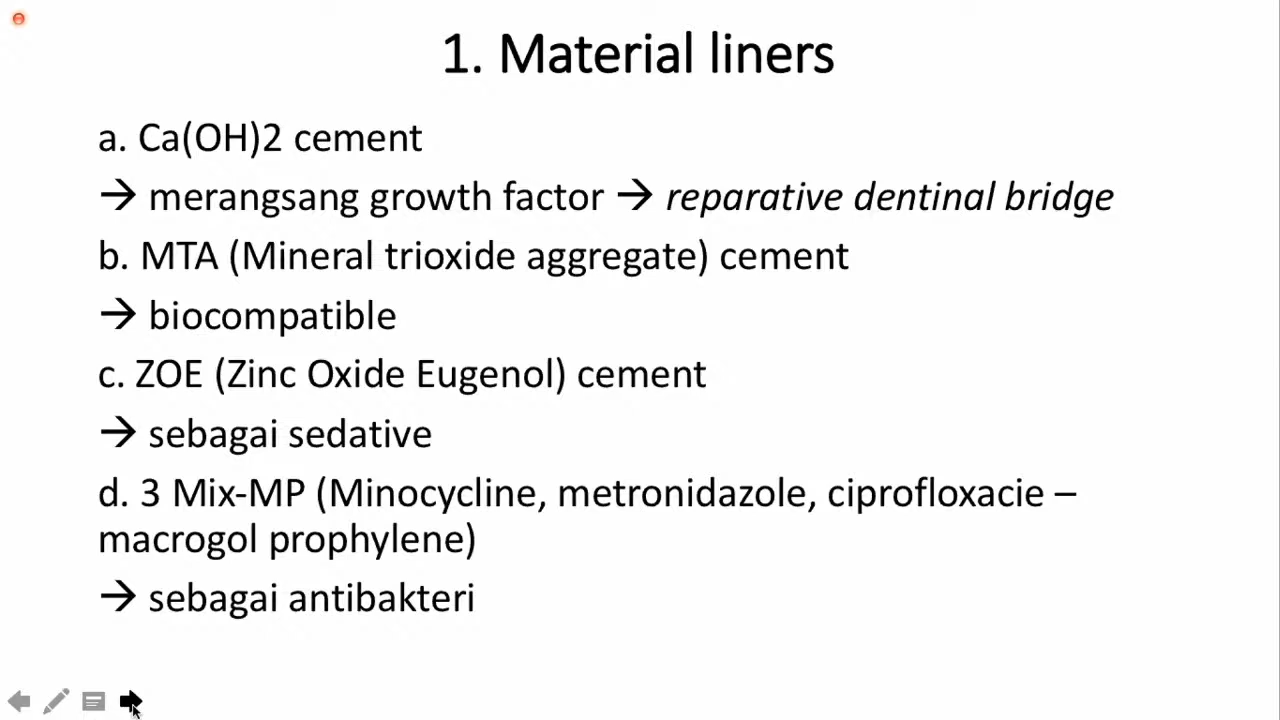 1. Material liners
a. Ca(OH)2 cement
→ merangsang growth factor → reparative dentinal bridge
b. MTA (Mineral trioxide aggregate) cement
→ biocompatible
c. ZOE (Zinc Oxide Eugenol) cement
→ sebagai sedative
d. 3 Mix-MP (Minocycline, metronidazole, ciprofloxacie –
macrogol prophylene)
→ sebagai antibakteri